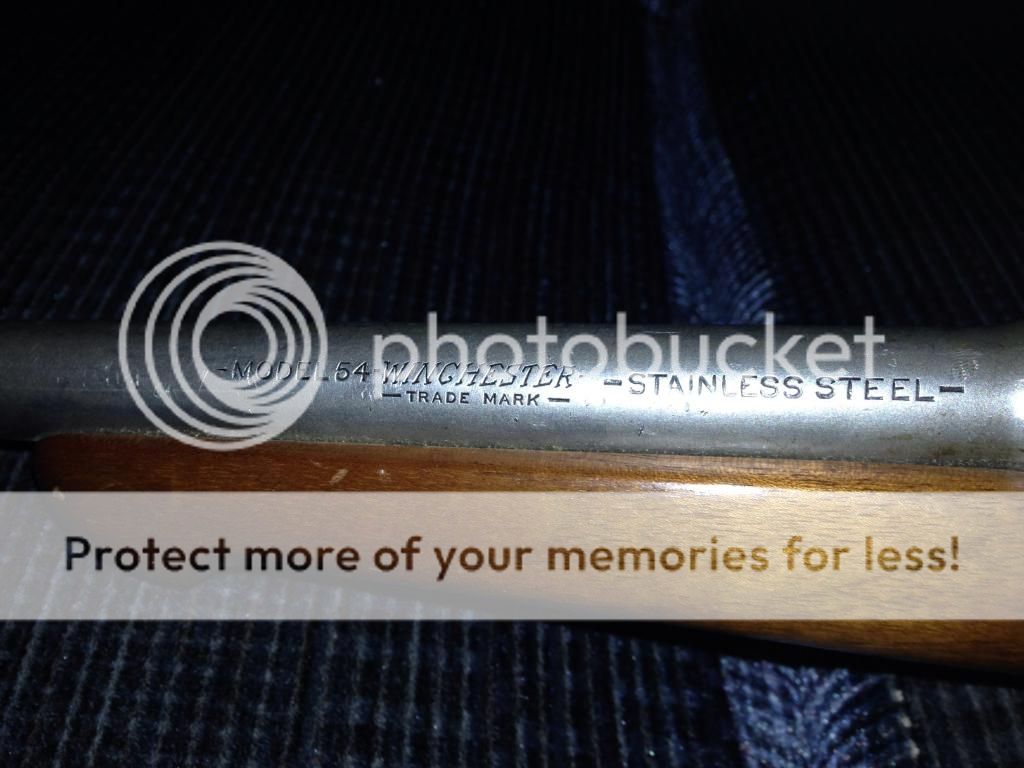 photobucket
-MODEL 54-WINCHESTER- -STAINLESS STEEL-
-TRADE MARK-
Protect more of your memories for less!